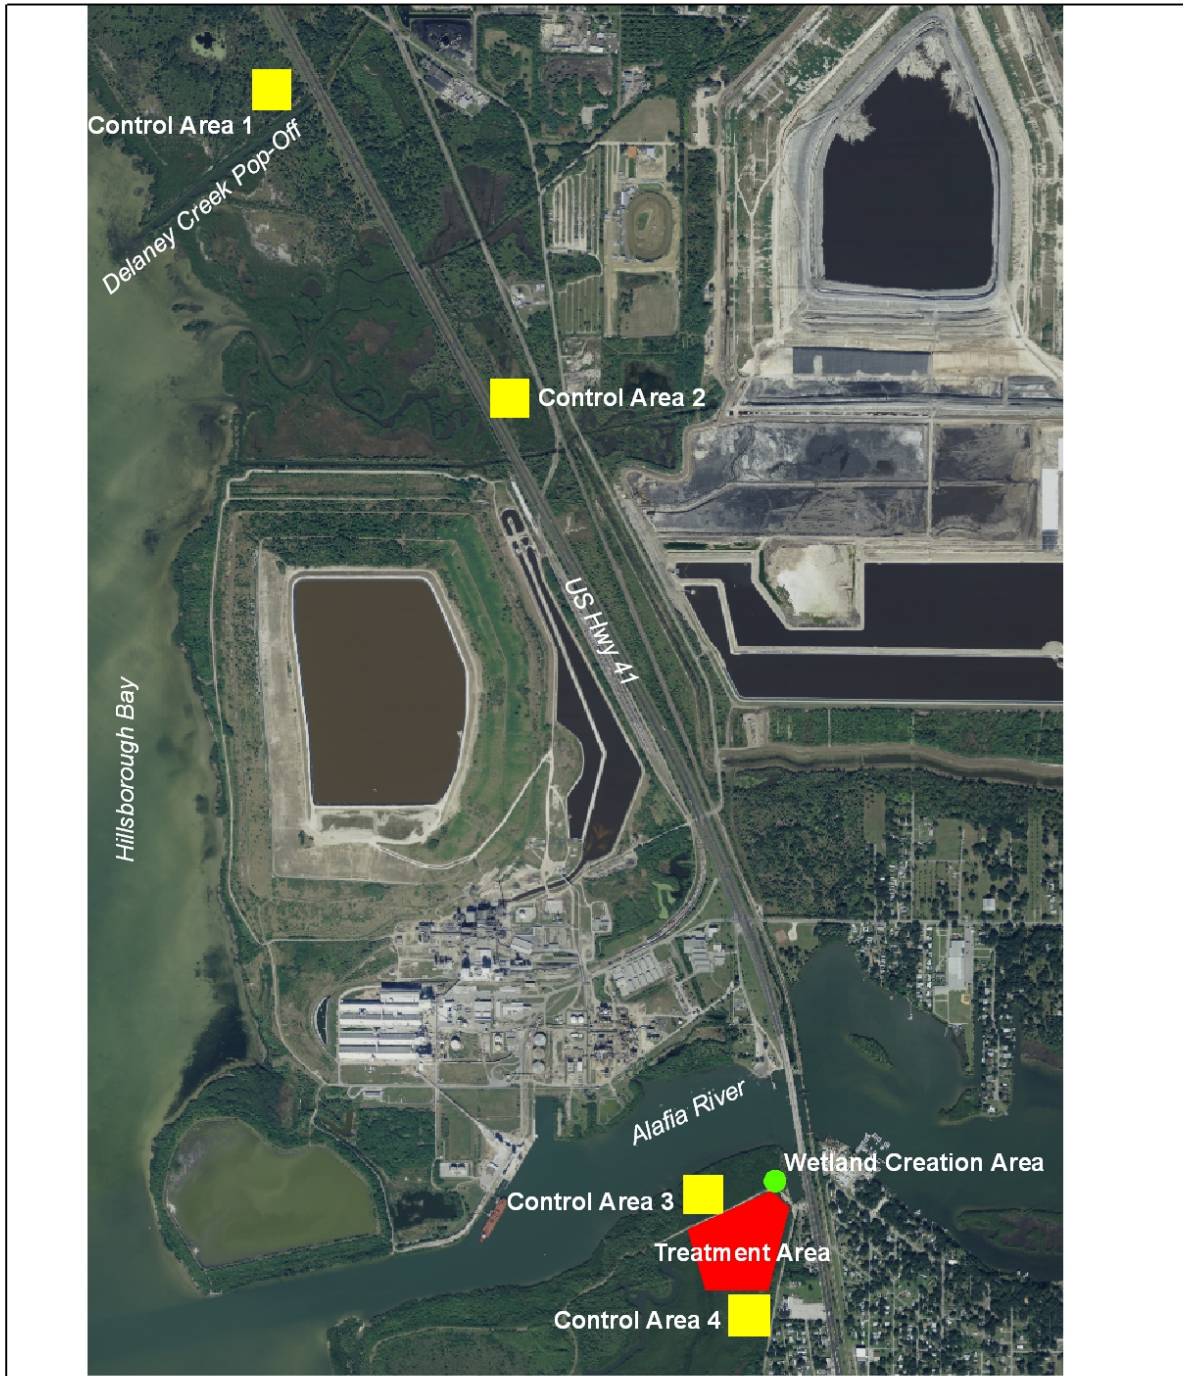 Control Area 1
Delaney Creek Pop-Off
Control Area 2
US Hwy 41
Hillsborough Bay
Alafia River
Wetland Creation Area
Control Area 3
Treatment Area
Control Area 4